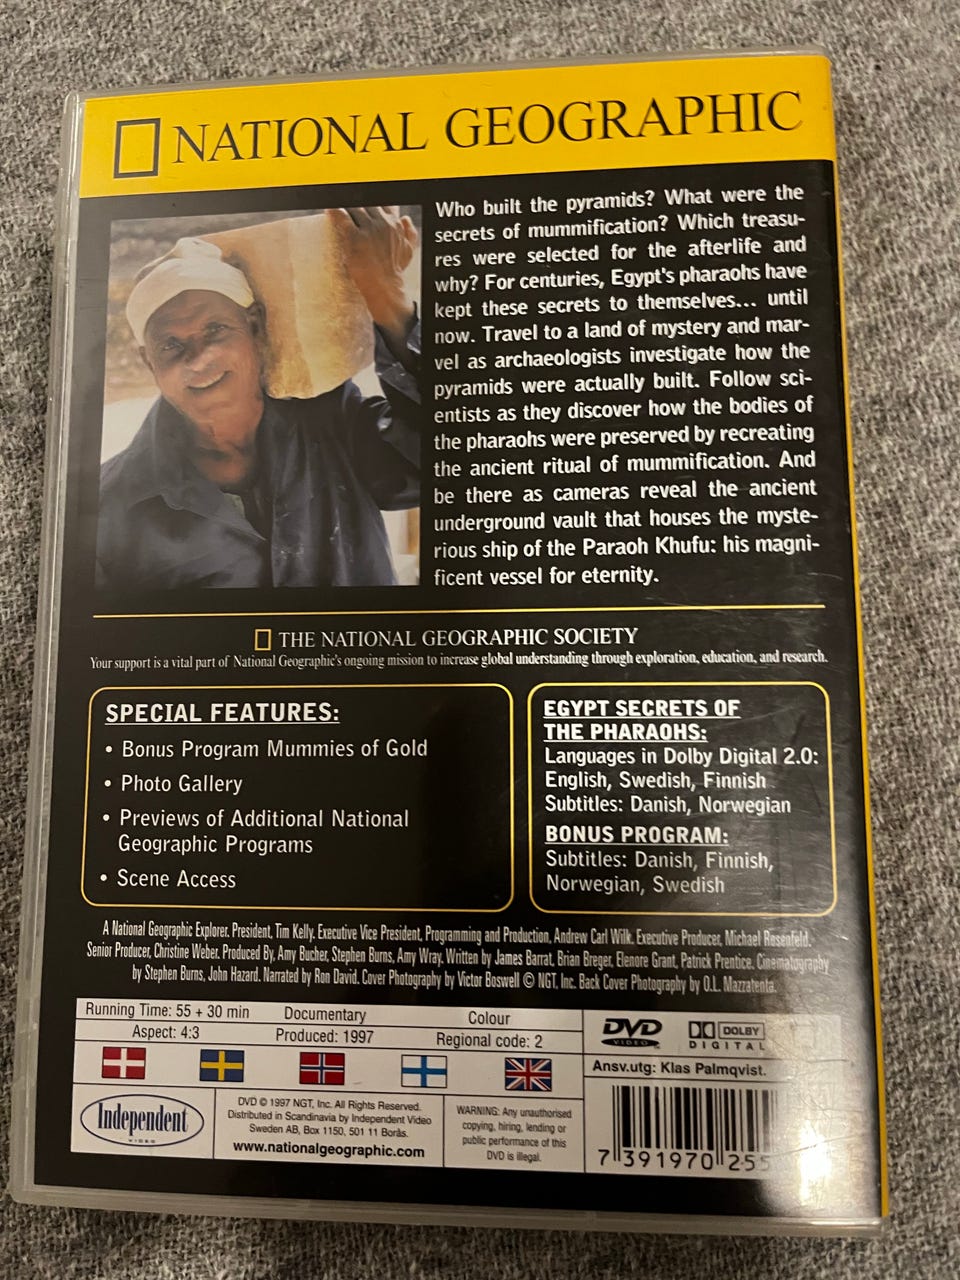 NATIONAL GEOGRAPHIC
Who built the pyramids? What were the
secrets of mummification? Which treasu-
res were selected for the afterlife and
why? For centuries, Egypt's pharaohs have
kept these secrets to themselves... until
now. Travel to a land of mystery and mar-
vel as archaeologists investigate how the
pyramids were actually built. Follow sci-
entists as they discover how the bodies of
the pharaohs were preserved by recreating
the ancient ritual of mummification. And
be there as cameras reveal the ancient
underground vault that houses the myste-
rious ship of the Paraoh Khufu: his magni-
ficent vessel for eternity.
THE NATIONAL GEOGRAPHIC SOCIETY
Your support is a vital part of National Geographic's ongoing mission to increase global understanding through exploration, education, and research.
SPECIAL FEATURES:
• Bonus Program Mummies of Gold
• Photo Gallery
• Previews of Additional National
Geographic Programs
• Scene Access
EGYPT SECRETS OF
THE PHARAOHS:
Languages in Dolby Digital 2.0:
English, Swedish, Finnish
Subtitles: Danish, Norwegian
BONUS PROGRAM:
Subtitles: Danish, Finnish,
Norwegian, Swedish
A National Geographic Explorer. President, Tim Kelly. Executive Vice President, Programming and Production, Andrew Carl Wilk. Executive Producer, Michael Rosenfeld.
Senior Producer, Christine Weber. Produced By, Amy Bucher, Stephen Burns, Amy Wray. Written by James Barrat, Brian Breger, Elenore Grant, Patrick Prentice. Cinematography
by Stephen Burns, John Hazard. Narrated by Ron David. Cover Photography by Victor Boswell © NGT, Inc. Back Cover Photography by O.L. Mazzatenta.
Running Time: 55 + 30 min Documentary Colour
Aspect: 4:3 Produced: 1997 Regional code: 2
DVD VIDEO DOLBY DIGITAL
Ansv.utg: Klas Palmqvist.
Independent
VIDEO
DVD © 1997 NGT, Inc. All Rights Reserved.
Distributed in Scandinavia by Independent Video
Sweden AB, Box 1150, 501 11 Borås.
www.nationalgeographic.com
WARNING: Any unauthorised
copying, hiring, lending or
public performance of this
DVD is illegal.
7 391970 255